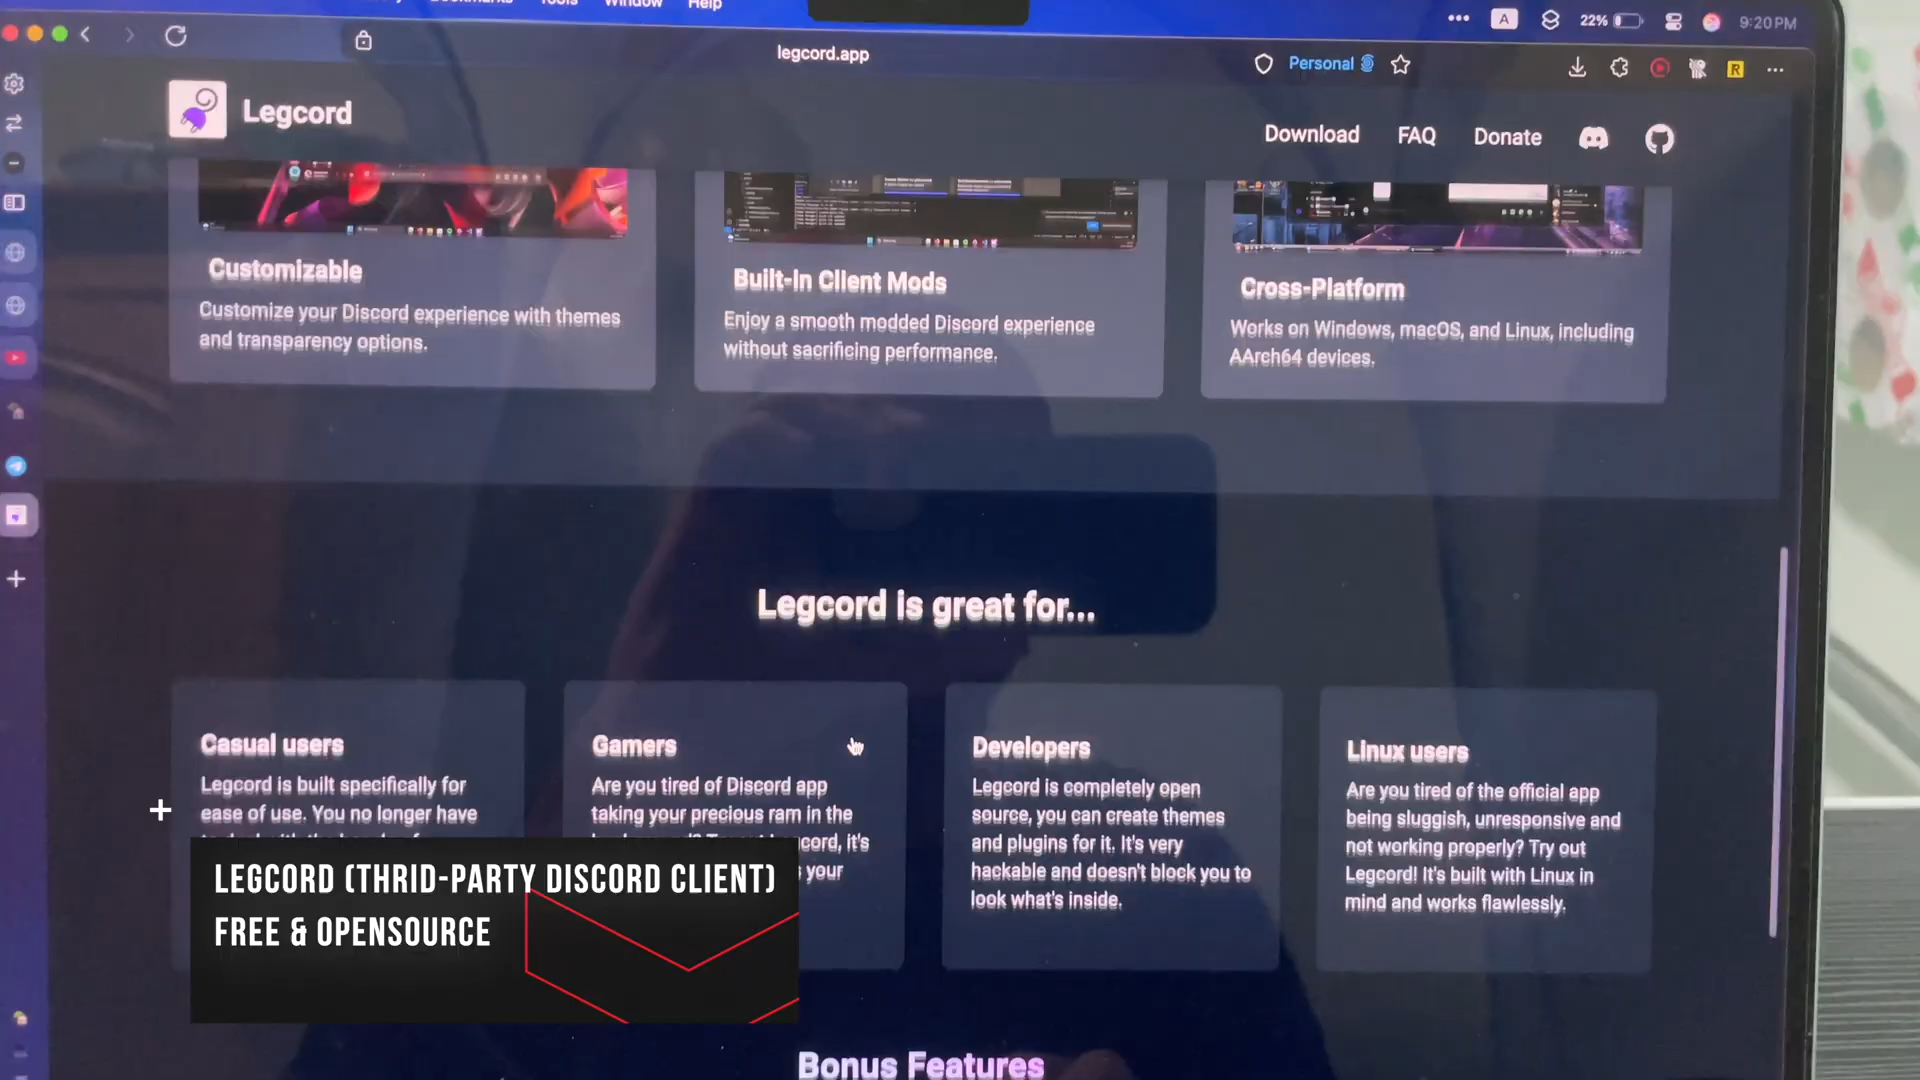 Bookmarks Tools Window Help
A 22% 9:20 PM
legcord.app
Personal
R
Legcord
Download FAQ Donate
Customizable
Customize your Discord experience with themes
and transparency options.
Built-In Client Mods
Enjoy a smooth modded Discord experience
without sacrificing performance.
Cross-Platform
Works on Windows, macOS, and Linux, including
AArch64 devices.
Legcord is great for...
Casual users
Legcord is built specifically for
ease of use. You no longer have
Gamers
Are you tired of Discord app
taking your precious ram in the
it's
your
Developers
Legcord is completely open
source, you can create themes
and plugins for it. It's very
hackable and doesn't block you to
look what's inside.
Linux users
Are you tired of the official app
being sluggish, unresponsive and
not working properly? Try out
Legcord! It's built with Linux in
mind and works flawlessly.
LEGCORD (THRID-PARTY DISCORD CLIENT)
FREE & OPENSOURCE
Bonus Features